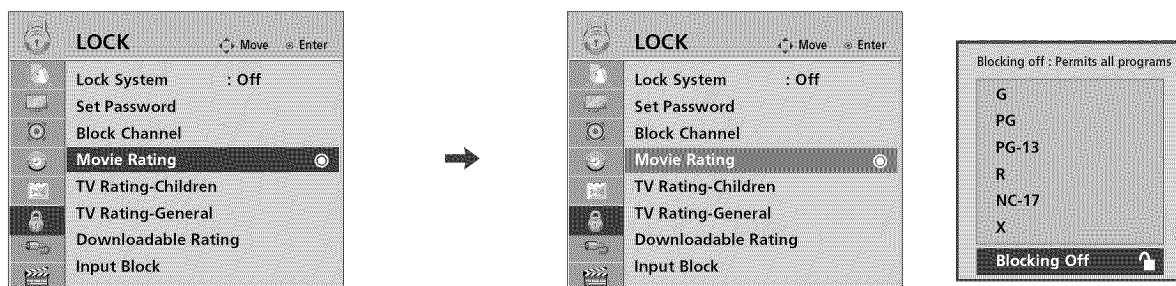 LOCK Move Enter
Lock System : Off
Set Password
Block Channel
Movie Rating
TV Rating-Children
TV Rating-General
Downloadable Rating
Input Block
LOCK Move Enter
Lock System : Off
Set Password
Block Channel
Movie Rating
TV Rating-Children
TV Rating-General
Downloadable Rating
Input Block
Blocking off : Permits all programs
G
PG
PG-13
R
NC-17
X
Blocking Off